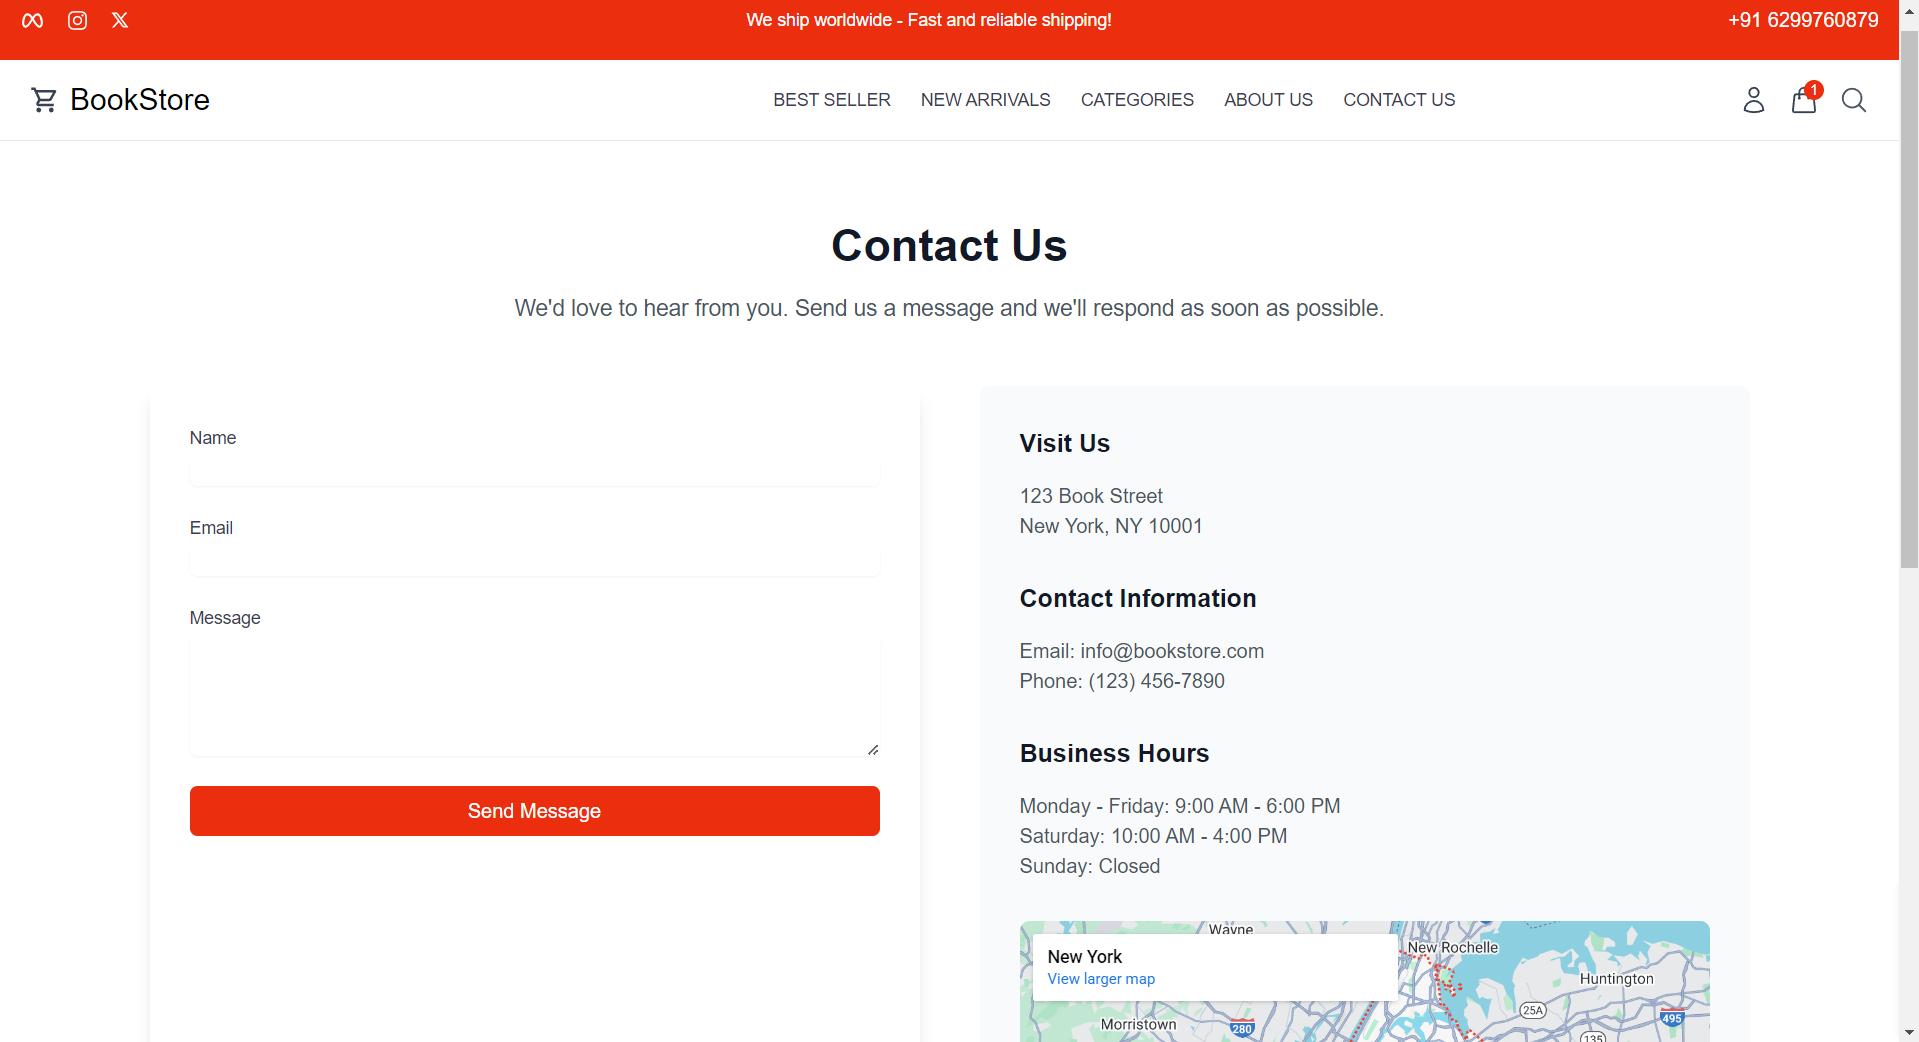 We ship worldwide - Fast and reliable shipping!
+91 6299760879
BookStore
BEST SELLER
NEW ARRIVALS
CATEGORIES
ABOUT US
CONTACT US
1
Contact Us
We'd love to hear from you. Send us a message and we'll respond as soon as possible.
Name
Email
Message
Send Message
Visit Us
123 Book Street
New York, NY 10001
Contact Information
Email: info@bookstore.com
Phone: (123) 456-7890
Business Hours
Monday - Friday: 9:00 AM - 6:00 PM
Saturday: 10:00 AM - 4:00 PM
Sunday: Closed
Wayne
New York
View larger map
New Rochelle
Huntington
Morristown
280
25A
495
135